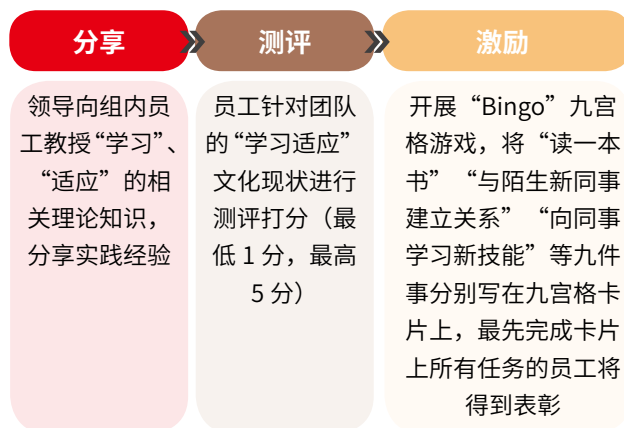 分享
测评
激励
领导向组内员
工教授“学习”、
“适应”的相
关理论知识，
分享实践经验
员工针对团队
的“学习适应”
文化现状进行
测评打分（最
低 1 分，最高
5 分）
开展“Bingo”九宫
格游戏，将“读一本
书”“与陌生新同事
建立关系”“向同事
学习新技能”等九件
事分别写在九宫格卡
片上，最先完成卡片
上所有任务的员工将
得到表彰